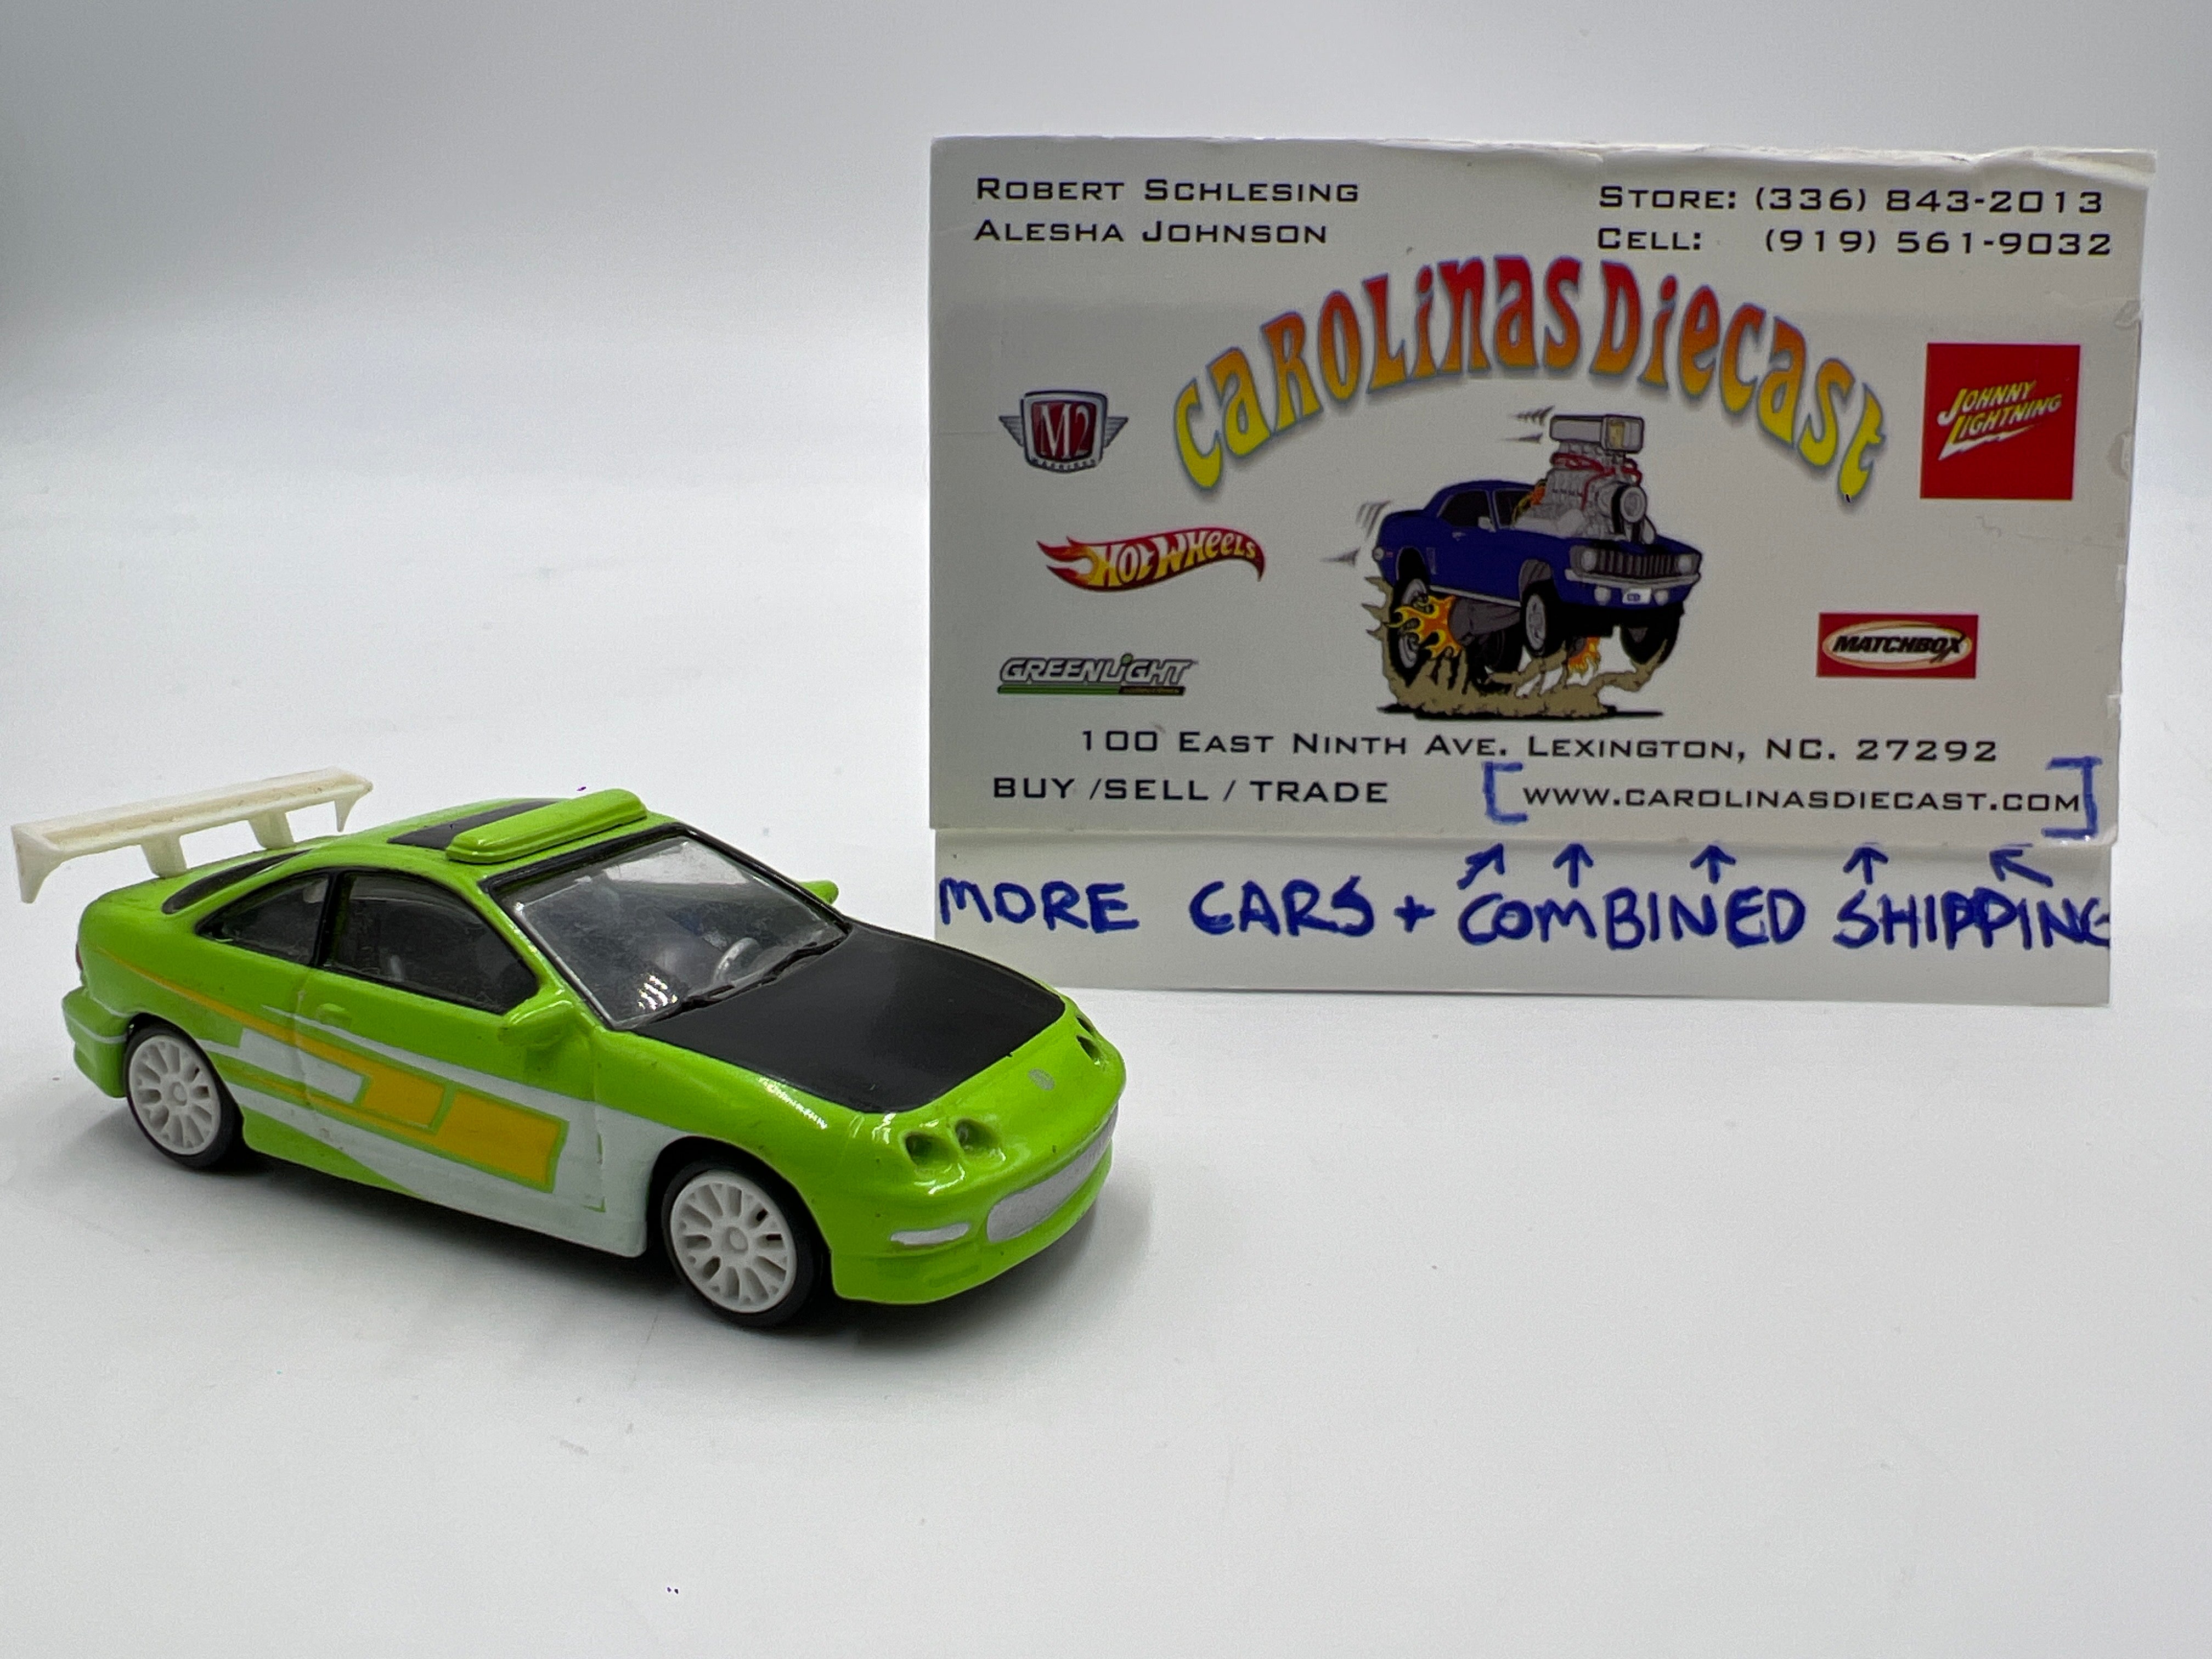 ROBERT SCHLESING
ALESHA JOHNSON
STORE: (336) 843-2013
CELL: (919) 561-9032
CAROLINAS DIECAST
M2
JOHNNY LIGHTNING
HOT WHEELS
GREENLIGHT
MATCHBOX
100 EAST NINTH AVE. LEXINGTON, NC. 27292
BUY /SELL / TRADE [WWW.CAROLINASDIECAST.COM]
MORE CARS + COMBINED SHIPPING